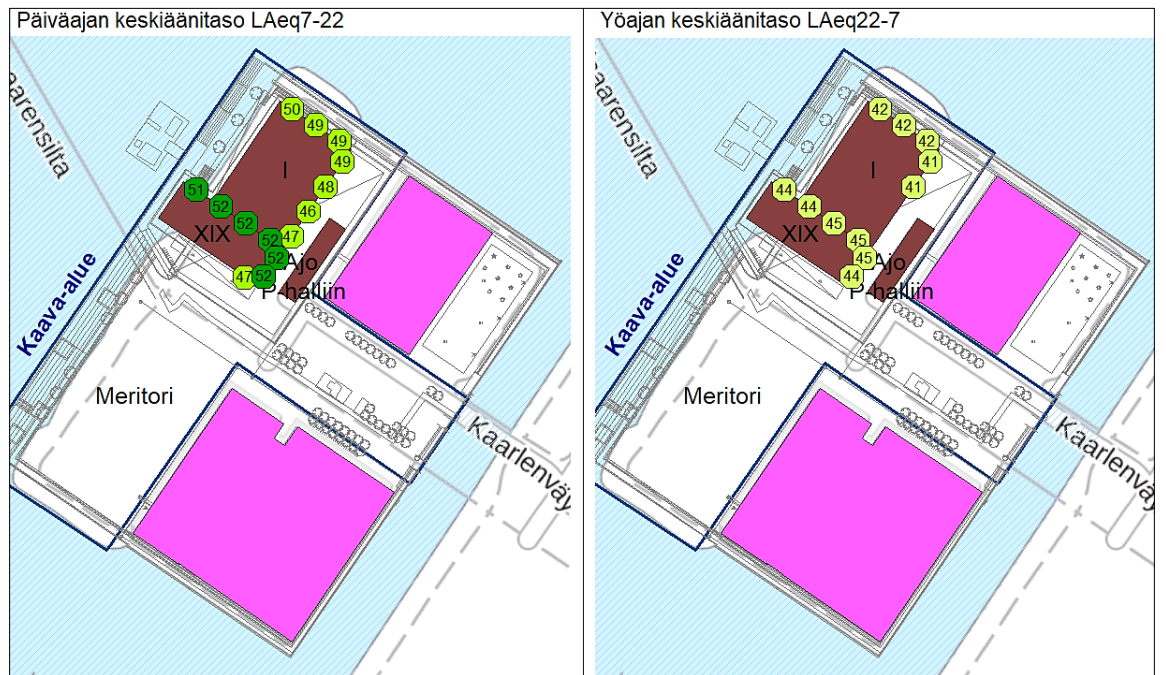 Päiväajan keskiäänitaso LAeq7-22
aarensilta
50
49
49
49
48
46
47
51
52
52
52
52
52
47
I
XIX
Ajo
P-halliin
Kaava-alue
Meritori
Kaarlenväy
Yöajan keskiäänitaso LAeq22-7
aarensilta
42
42
42
41
41
44
44
45
45
45
44
I
XIX
Ajo
P-halliin
Kaava-alue
Meritori
Kaarlenväy